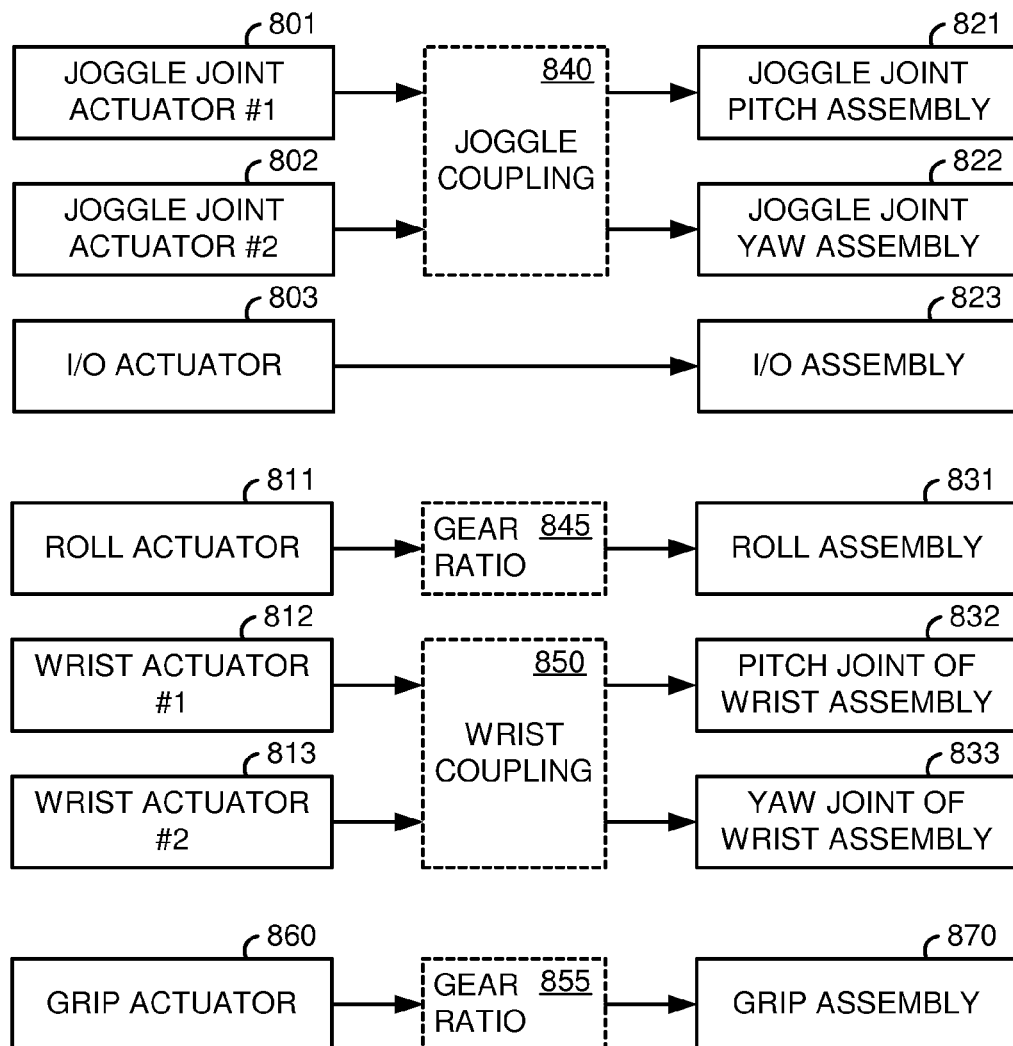 801
821
JOGGLE JOINT
ACTUATOR #1
840
JOGGLE
COUPLING
JOGGLE JOINT
PITCH ASSEMBLY
802
822
JOGGLE JOINT
ACTUATOR #2
JOGGLE JOINT
YAW ASSEMBLY
803
823
I/O ACTUATOR
I/O ASSEMBLY
811
831
ROLL ACTUATOR
GEAR 845
RATIO
ROLL ASSEMBLY
812
832
WRIST ACTUATOR
#1
850
WRIST
COUPLING
PITCH JOINT OF
WRIST ASSEMBLY
813
833
WRIST ACTUATOR
#2
YAW JOINT OF
WRIST ASSEMBLY
860
870
GRIP ACTUATOR
GEAR 855
RATIO
GRIP ASSEMBLY